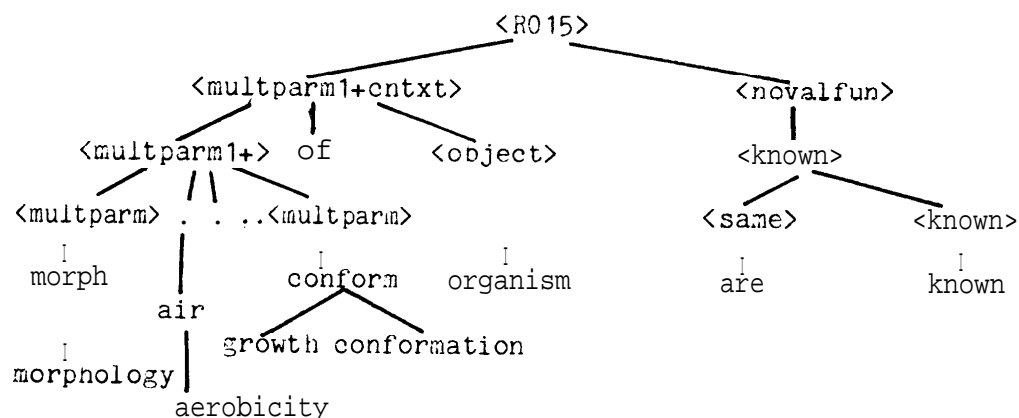 <RO15>
<multparm1+cntxt> <novalfun>
<multparm1+> of <object> <known>
<multparm> . . .. <multparm> <same> <known>
morph conform organism are known
air
growth conformation
morphology
aerobicity